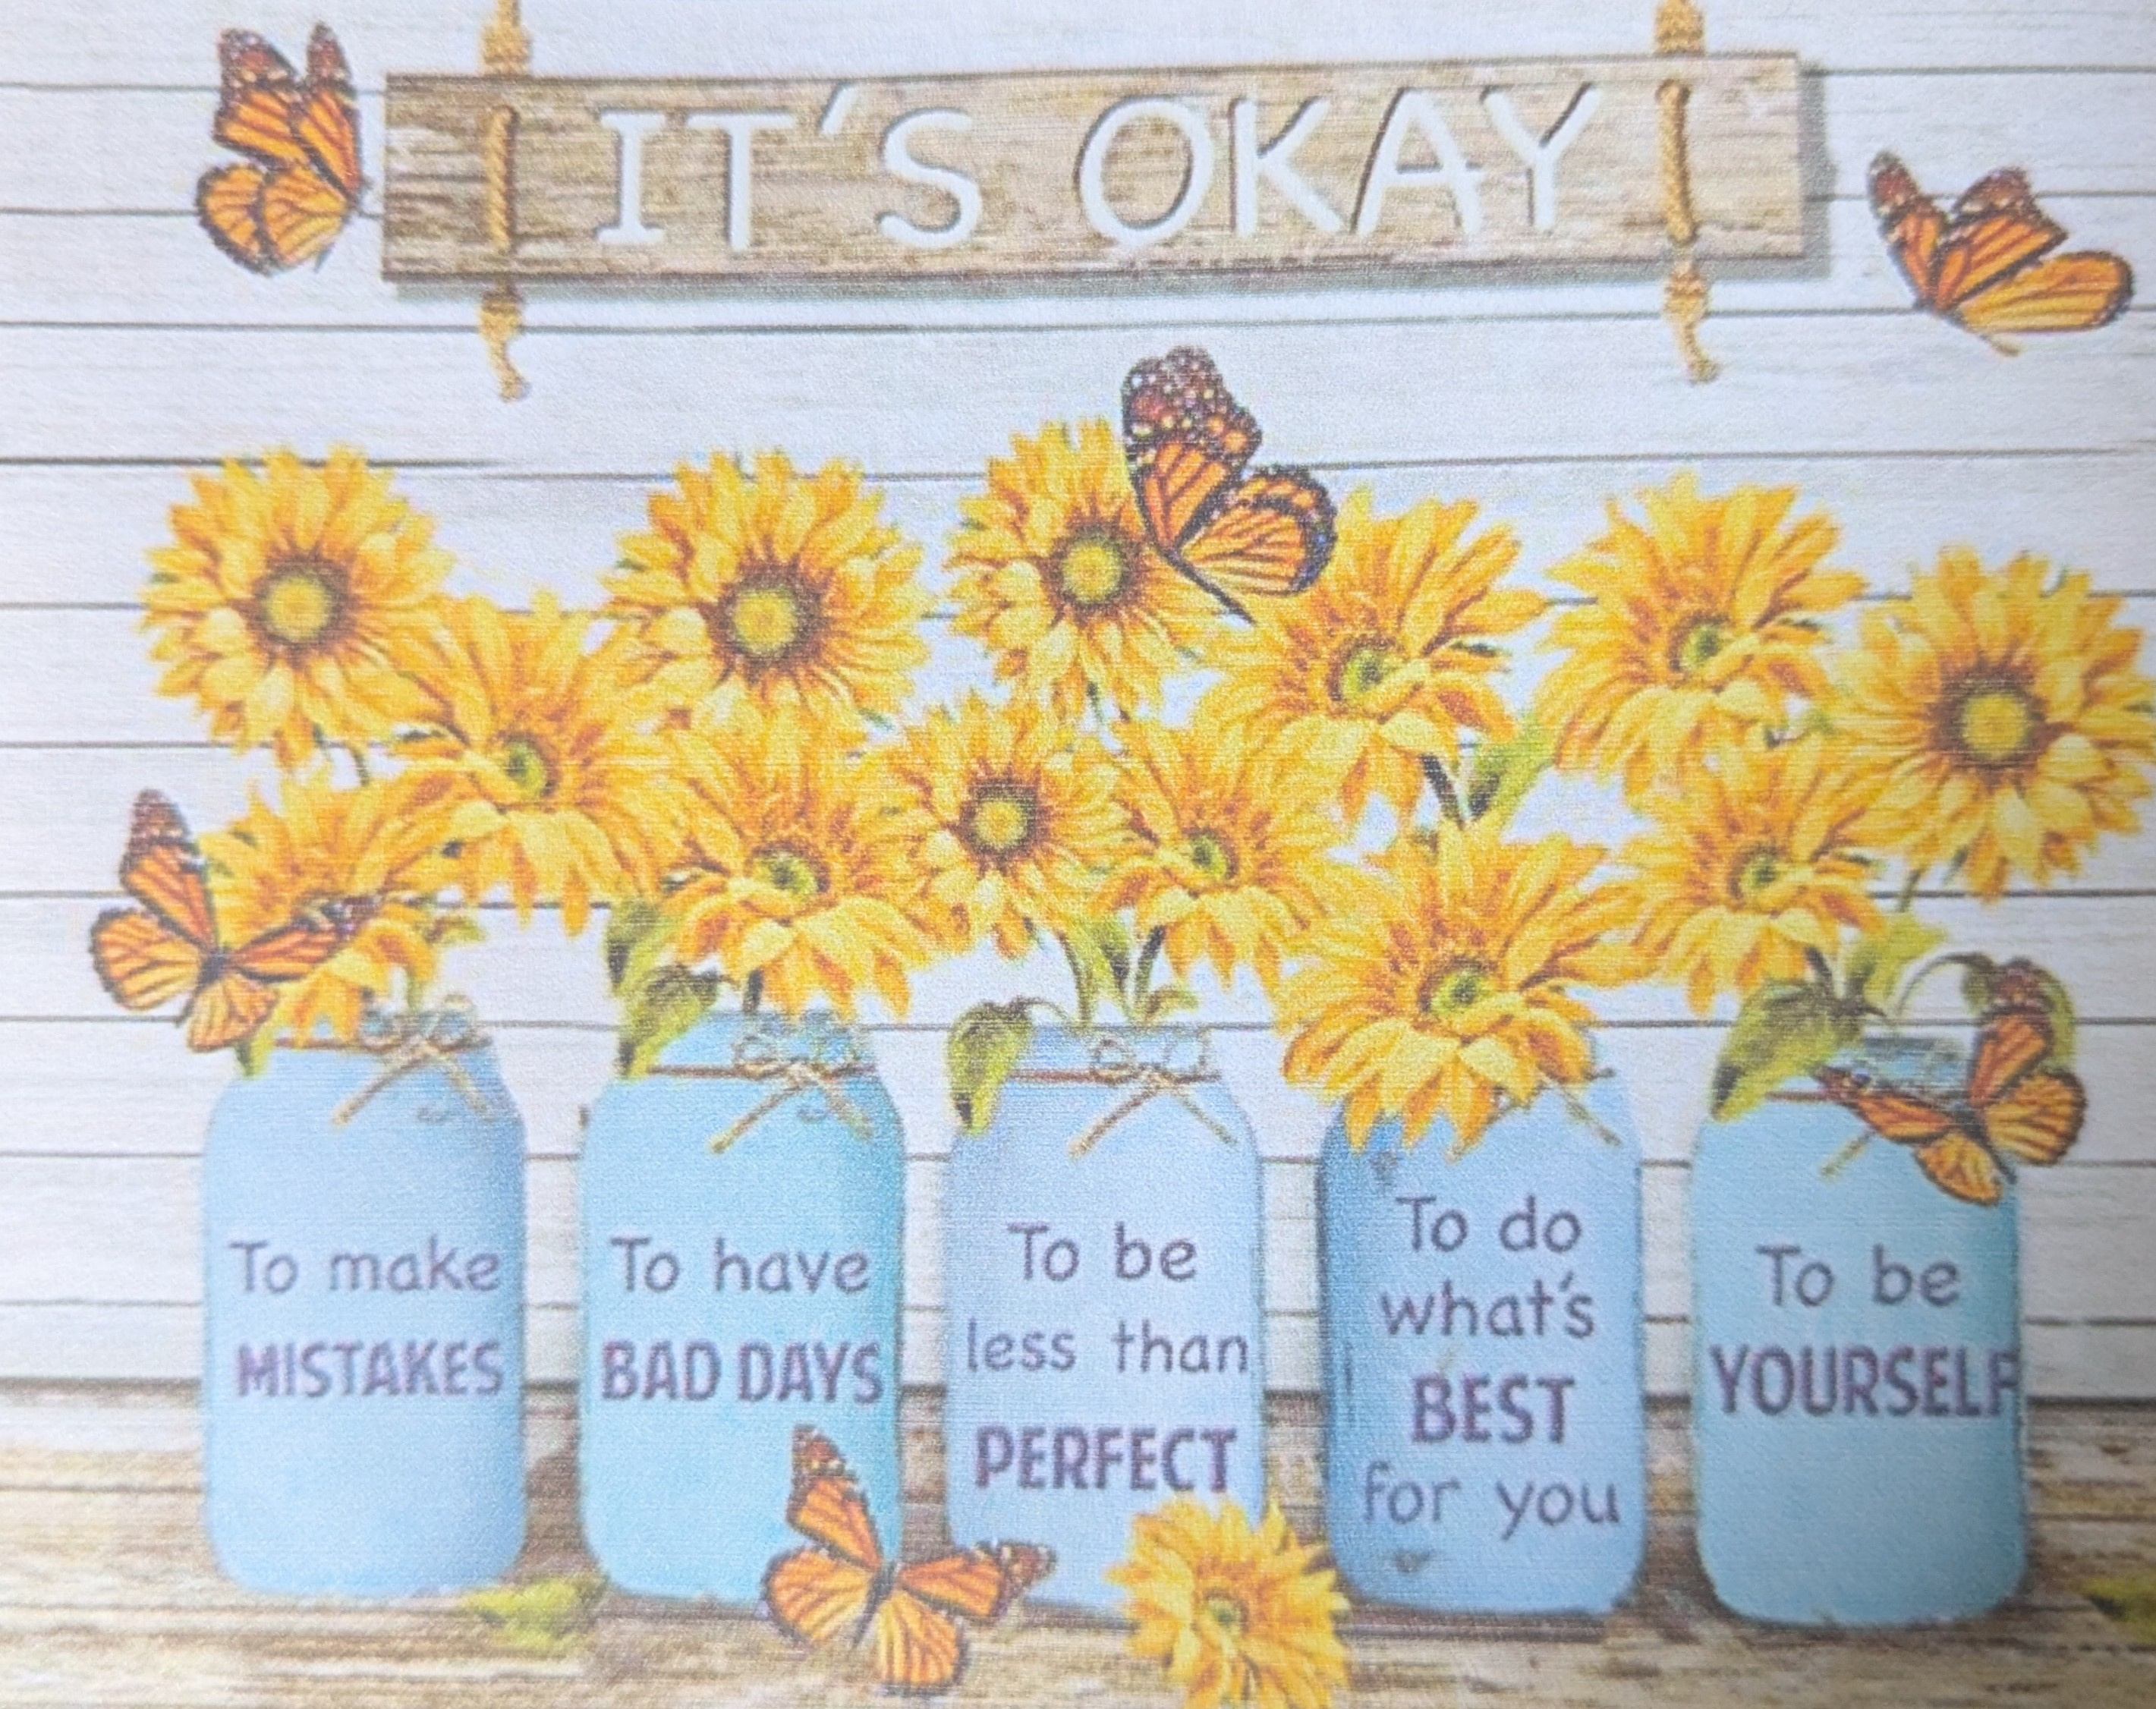 IT'S OKAY
To make
MISTAKES
To have
BAD DAYS
To be
less than
PERFECT
To do
what's
BEST
for you
To be
YOURSELF